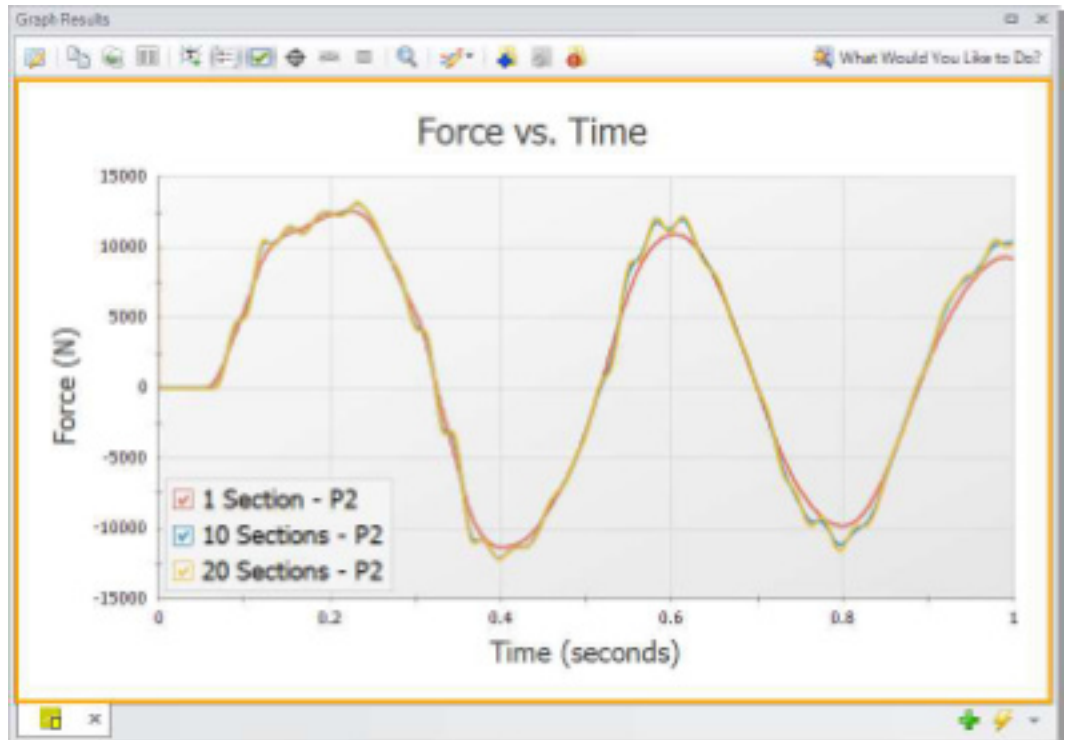 Graph Results
What Would You Like to Do?
Force vs. Time
15000
10000
5000
0
-5000
-10000
-15000
Force (N)
1 Section - P2
10 Sections - P2
20 Sections - P2
0
0.2
0.4
0.6
0.8
1
Time (seconds)